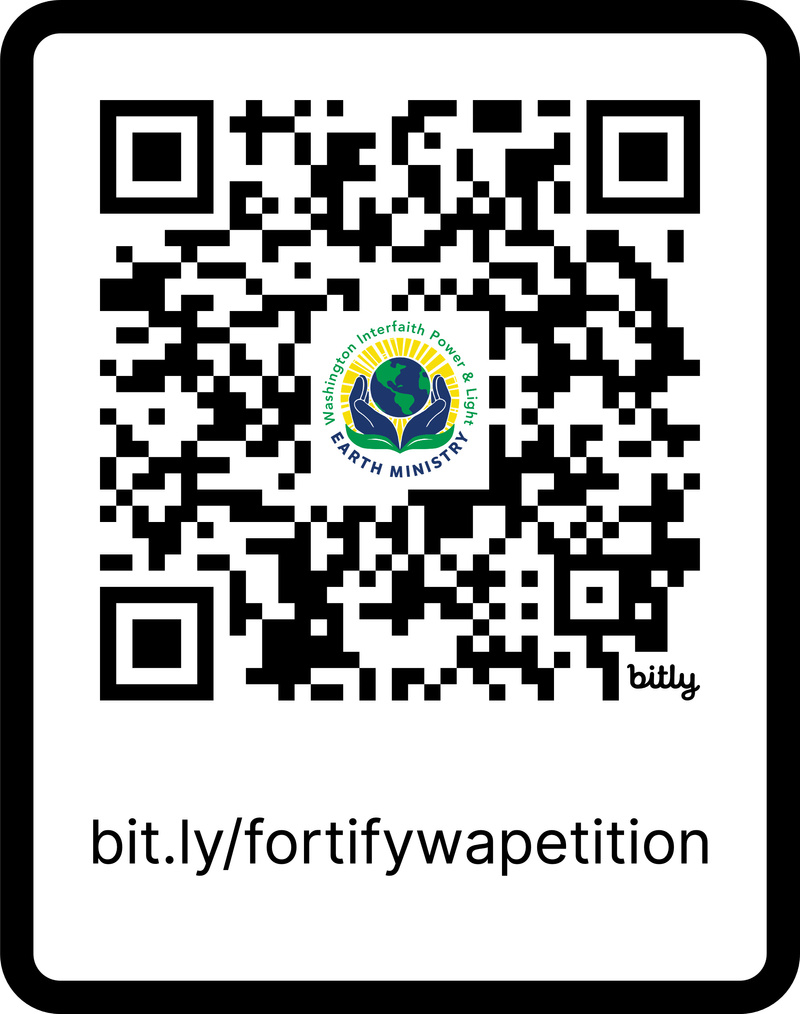 Washington Interfaith Power & Light
EARTH MINISTRY
bitly
bit.ly/fortifywapetition